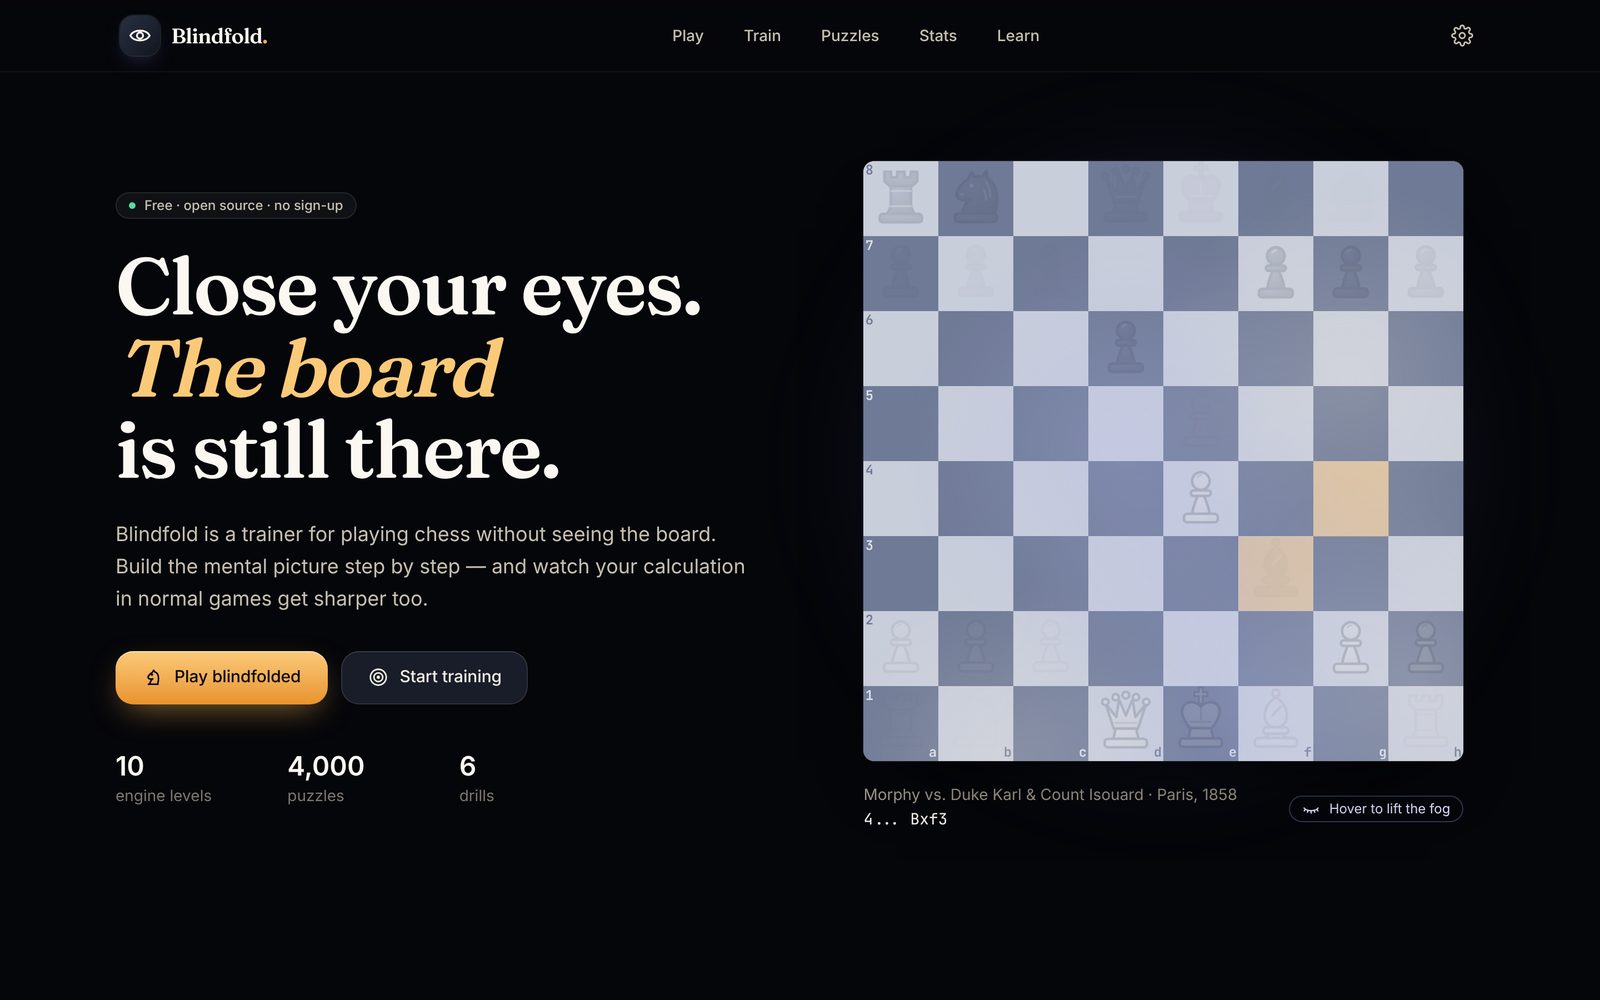 Blindfold.
Play
Train
Puzzles
Stats
Learn
Free · open source · no sign-up
Close your eyes.
The board
is still there.
Blindfold is a trainer for playing chess without seeing the board.
Build the mental picture step by step — and watch your calculation
in normal games get sharper too.
Play blindfolded
Start training
10
engine levels
4,000
puzzles
6
drills
8
7
6
5
4
3
2
1
a
b
c
d
e
f
g
h
Morphy vs. Duke Karl & Count Isouard · Paris, 1858
4... Bxf3
Hover to lift the fog